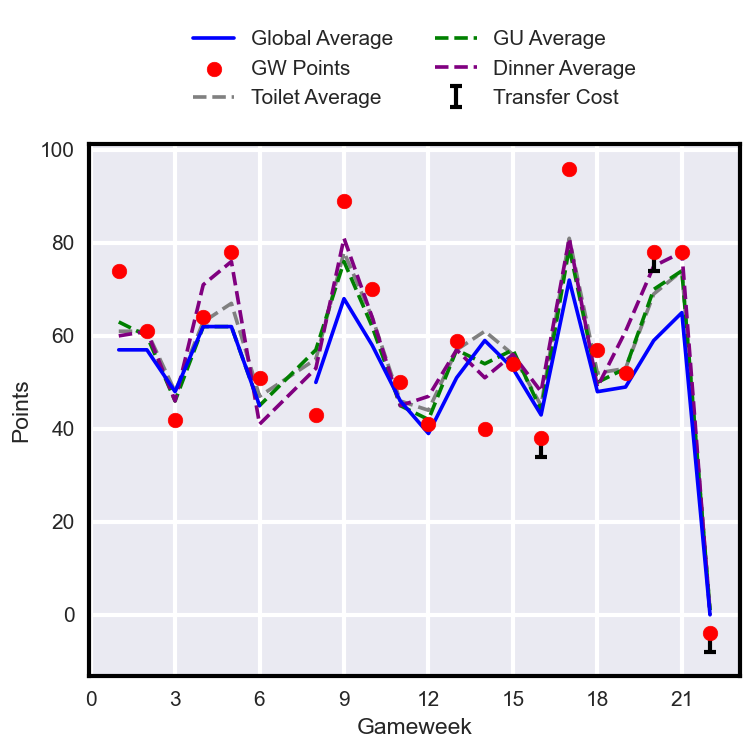 Global Average
GW Points
Toilet Average
GU Average
Dinner Average
Transfer Cost
100
80
60
40
20
0
Points
0 3 6 9 12 15 18 21
Gameweek